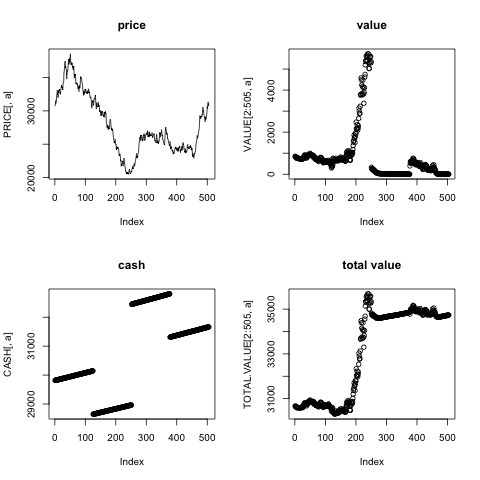 price
PRICE[, a]
20000
30000
0 100 200 300 400 500
Index
value
VALUE[2:505, a]
0
2000
4000
0 100 200 300 400 500
Index
cash
CASH[, a]
29000
31000
0 100 200 300 400 500
Index
total value
TOTAL.VALUE[2:505, a]
31000
33000
35000
0 100 200 300 400 500
Index